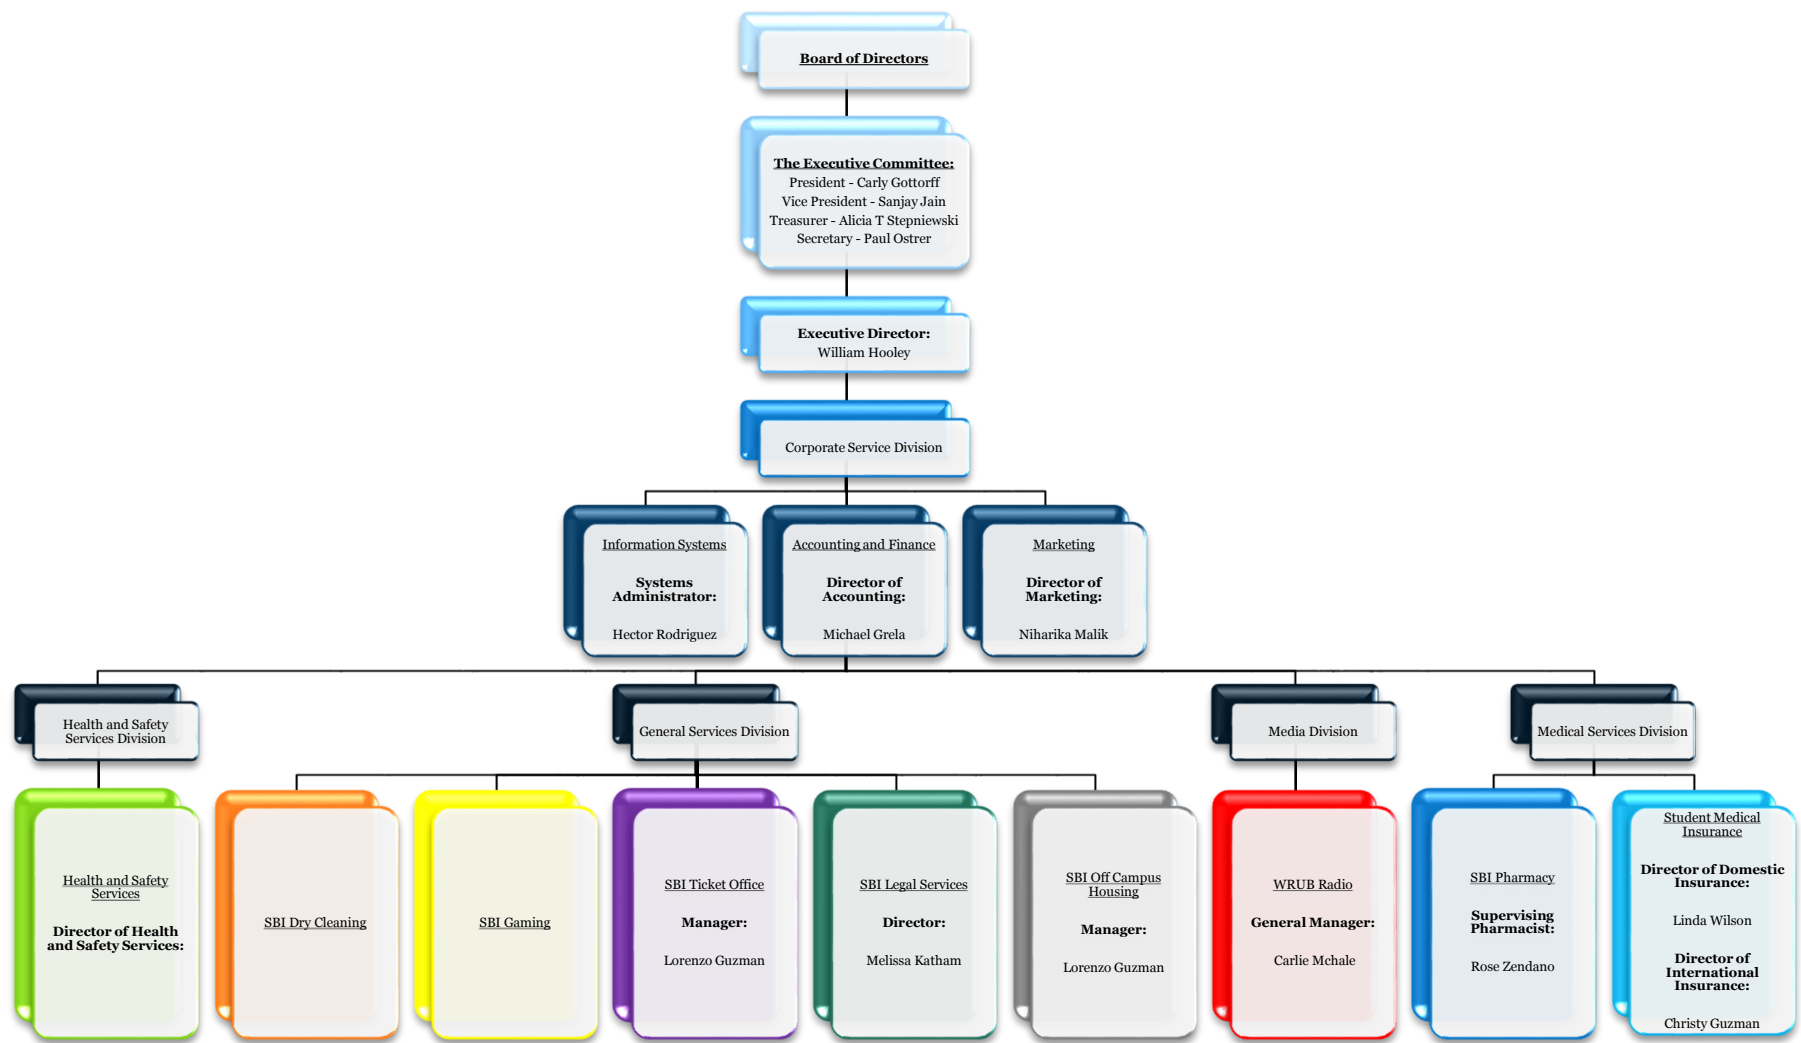 Board of Directors
The Executive Committee:
President - Carly Gottorff
Vice President - Sanjay Jain
Treasurer - Alicia T Stepniewski
Secretary - Paul Ostrer
Executive Director:
William Hooley
Corporate Service Division
Information Systems
Systems
Administrator:
Hector Rodriguez
Accounting and Finance
Director of
Accounting:
Michael Grela
Marketing
Director of
Marketing:
Niharika Malik
Health and Safety
Services Division
General Services Division
Media Division
Medical Services Division
Health and Safety
Services
Director of Health
and Safety Services:
SBI Dry Cleaning
SBI Gaming
SBI Ticket Office
Manager:
Lorenzo Guzman
SBI Legal Services
Director:
Melissa Katham
SBI Off Campus
Housing
Manager:
Lorenzo Guzman
WRUB Radio
General Manager:
Carlie Mchale
SBI Pharmacy
Supervising
Pharmacist:
Rose Zendano
Student Medical
Insurance
Director of Domestic
Insurance:
Linda Wilson
Director of
International
Insurance:
Christy Guzman